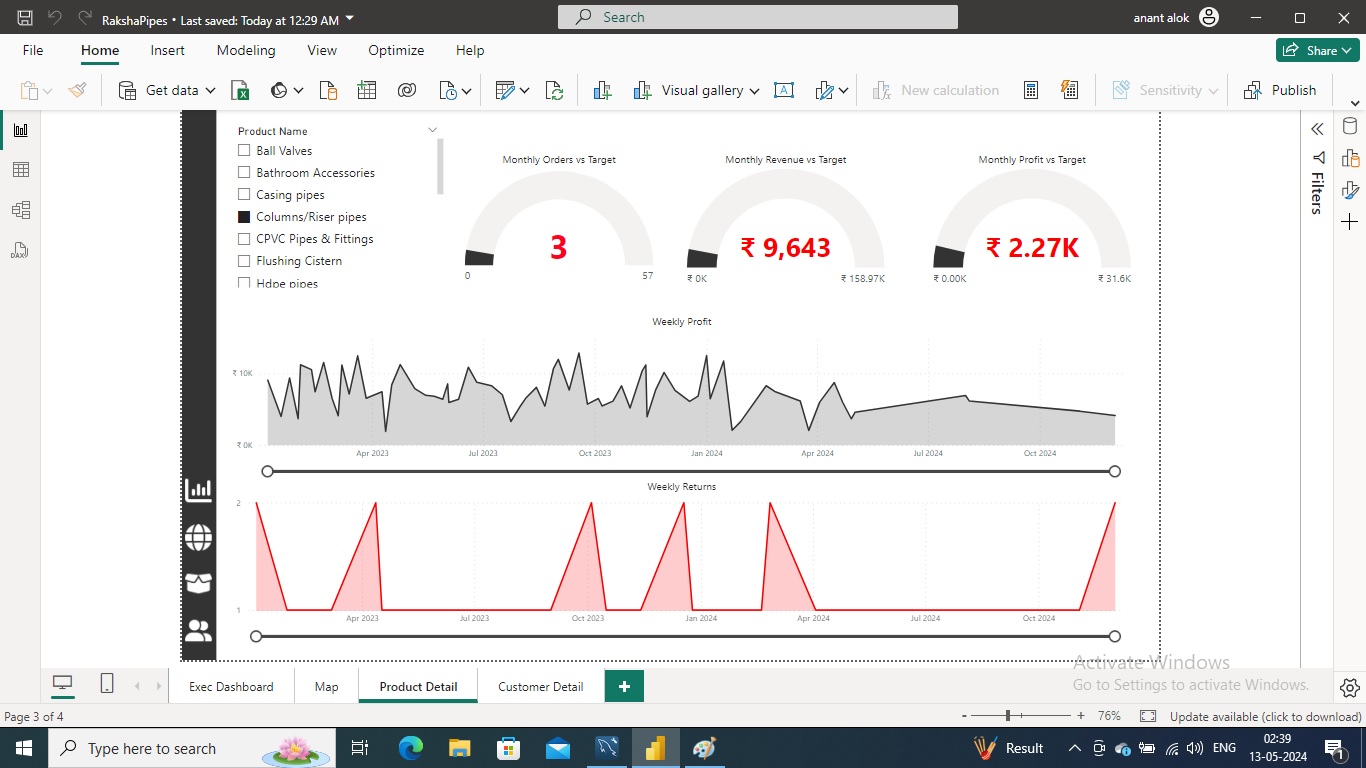 RakshaPipes • Last saved: Today at 12:29 AM
Search
anant alok
File Home Insert Modeling View Optimize Help
Share
Get data
Visual gallery
New calculation
Sensitivity
Publish
Product Name
Ball Valves
Bathroom Accessories
Casing pipes
Columns/Riser pipes
CPVC Pipes & Fittings
Flushing Cistern
Hdpe pipes
Monthly Orders vs Target
3
0 57
Monthly Revenue vs Target
₹ 9,643
₹ 0K ₹ 158.97K
Monthly Profit vs Target
₹ 2.27K
₹ 0.00K ₹ 31.6K
Filters
DAX
Weekly Profit
₹ 10K
₹ 0K
Apr 2023 Jul 2023 Oct 2023 Jan 2024 Apr 2024 Jul 2024 Oct 2024
Weekly Returns
2
1
Apr 2023 Jul 2023 Oct 2023 Jan 2024 Apr 2024 Jul 2024 Oct 2024
Activate Windows
Go to Settings to activate Windows.
Exec Dashboard Map Product Detail Customer Detail +
Page 3 of 4
- + 76% Update available (click to download)
Type here to search
Result
ENG
02:39
13-05-2024
1